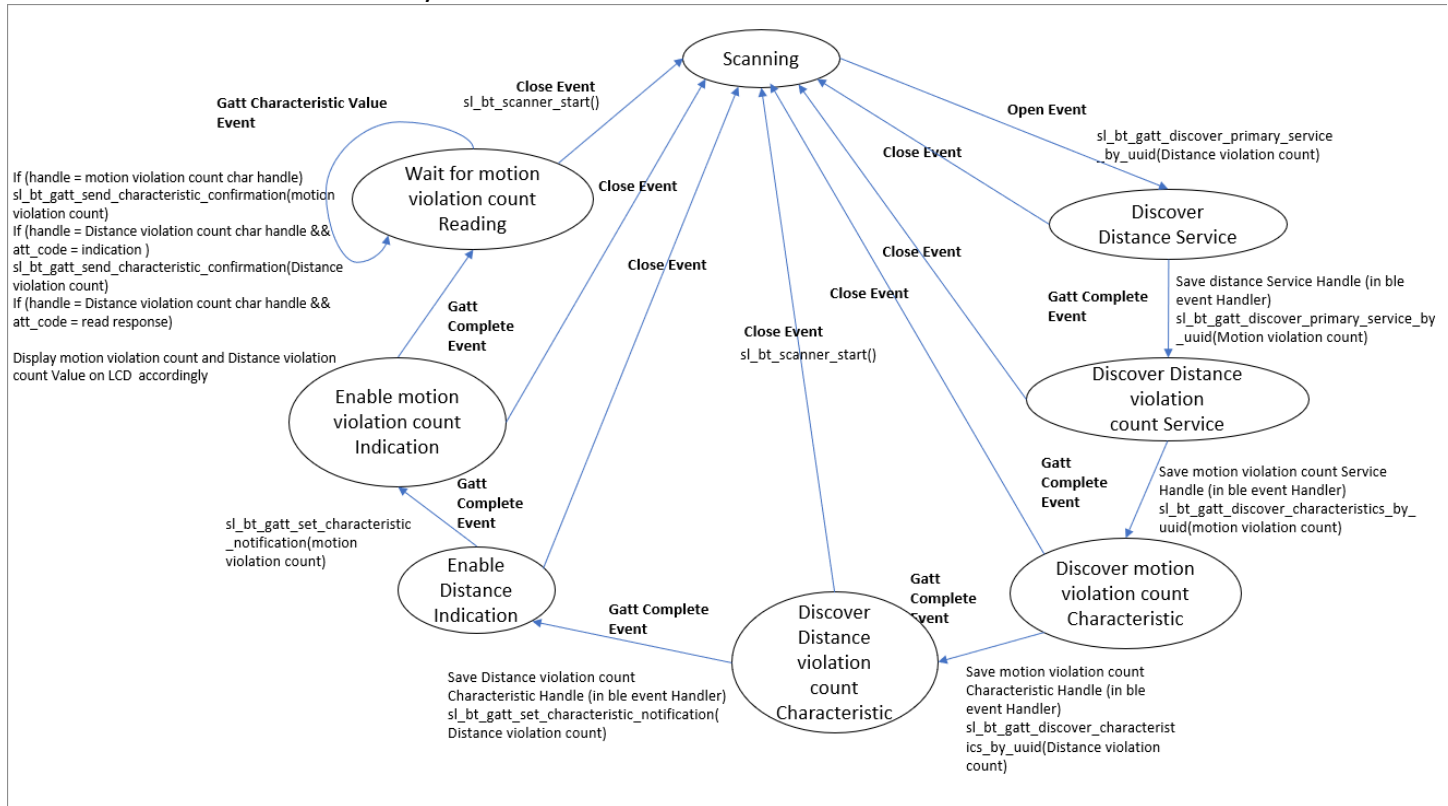 Scanning
Close Event
sl_bt_scanner_start()
Gatt Characteristic Value
Event
Open Event
sl_bt_gatt_discover_primary_service
_by_uuid(Distance violation count)
Close Event
If (handle = motion violation count char handle)
sl_bt_gatt_send_characteristic_confirmation(motion
violation count)
If (handle = Distance violation count char handle &&
att_code = indication )
sl_bt_gatt_send_characteristic_confirmation(Distance
violation count)
If (handle = Distance violation count char handle &&
att_code = read response)
Display motion violation count and Distance violation
count Value on LCD accordingly
Wait for motion
violation count
Reading
Close Event
Discover
Distance Service
Close Event
Close Event
Close Event
Save distance Service Handle (in ble
event Handler)
sl_bt_gatt_discover_primary_service_by
_uuid(Motion violation count)
Gatt Complete
Event
Gatt
Complete
Event
Close Event
sl_bt_scanner_start()
Discover Distance
violation
count Service
Enable motion
violation count
Indication
Gatt
Complete
Event
Save motion violation count Service
Handle (in ble event Handler)
sl_bt_gatt_discover_characteristics_by_
uuid(motion violation count)
Gatt
Complete
Event
sl_bt_gatt_set_characteristic
_notification(motion
violation count)
Enable
Distance
Indication
Discover motion
violation count
Characteristic
Gatt
Complete
Event
Gatt Complete
Event
Discover
Distance
violation
count
Characteristic
Save Distance violation count
Characteristic Handle (in ble event Handler)
sl_bt_gatt_set_characteristic_notification(
Distance violation count)
Save motion violation count
Characteristic Handle (in ble
event Handler)
sl_bt_gatt_discover_characterist
ics_by_uuid(Distance violation
count)